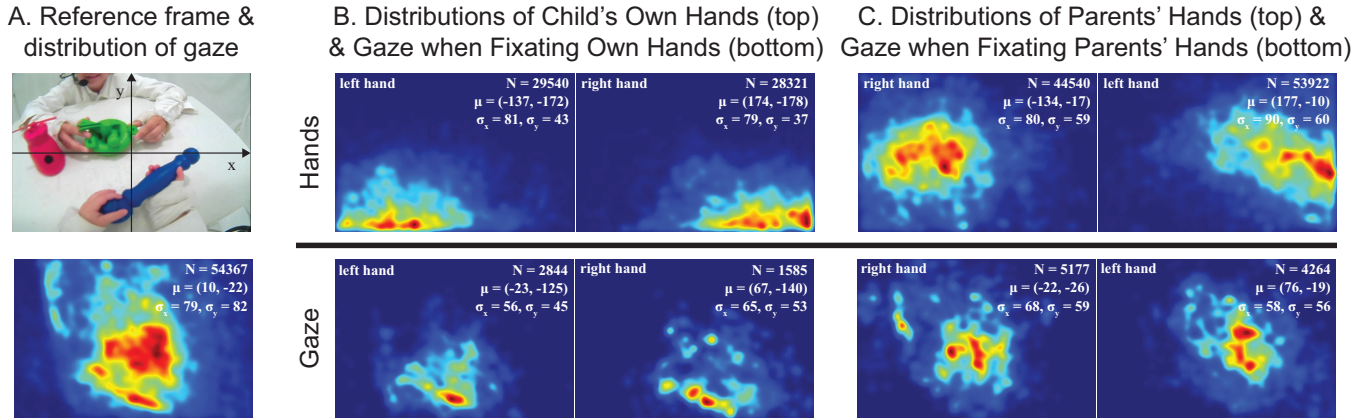 A. Reference frame &
distribution of gaze
B. Distributions of Child's Own Hands (top)
& Gaze when Fixating Own Hands (bottom)
C. Distributions of Parents' Hands (top) &
Gaze when Fixating Parents' Hands (bottom)
y
x
Hands
left hand
N = 29540
μ = (-137, -172)
σx = 81, σy = 43
right hand
N = 28321
μ = (174, -178)
σx = 79, σy = 37
right hand
N = 44540
μ = (-134, -17)
σx = 80, σy = 59
left hand
N = 53922
μ = (177, -10)
σx = 90, σy = 60
N = 54367
μ = (10, -22)
σx = 79, σy = 82
Gaze
left hand
N = 2844
μ = (-23, -125)
σx = 56, σy = 45
right hand
N = 1585
μ = (67, -140)
σx = 65, σy = 53
right hand
N = 5177
μ = (-22, -26)
σx = 68, σy = 59
left hand
N = 4264
μ = (76, -19)
σx = 58, σy = 56